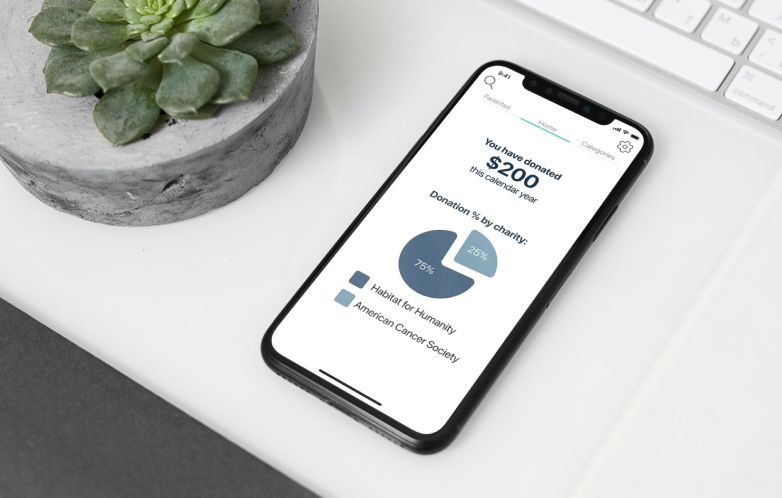 9:41
Favorites
Home
Categories
You have donated
$200
this calendar year
Donation % by charity:
25%
75%
Habitat for Humanity
American Cancer Society
N
M
⌘
command